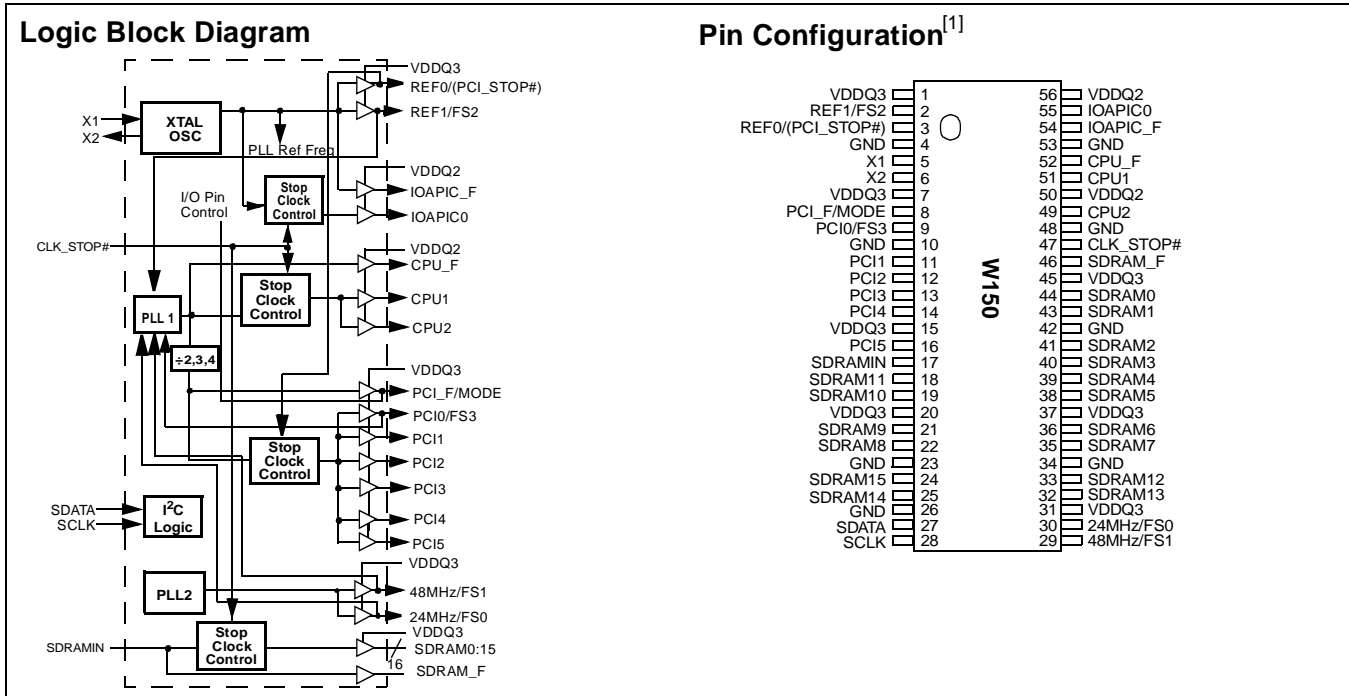 Logic Block Diagram
VDDQ3
REF0/(PCI_STOP#)
REF1/FS2
X1
X2
XTAL
OSC
PLL Ref Freq
VDDQ2
IOAPIC_F
IOAPIC0
Stop
Clock
Control
I/O Pin
Control
CLK_STOP#
VDDQ2
CPU_F
CPU1
CPU2
Stop
Clock
Control
PLL 1
÷2,3,4
VDDQ3
PCI_F/MODE
PCI0/FS3
PCI1
PCI2
PCI3
PCI4
PCI5
Stop
Clock
Control
SDATA
SCLK
I2C
Logic
VDDQ3
48MHz/FS1
24MHz/FS0
PLL2
VDDQ3
SDRAM0:15
16
SDRAM_F
Stop
Clock
Control
SDRAMIN
Pin Configuration[1]
W150
VDDQ3 1
REF1/FS2 2
REF0/(PCI_STOP#) 3
GND 4
X1 5
X2 6
VDDQ3 7
PCI_F/MODE 8
PCI0/FS3 9
GND 10
PCI1 11
PCI2 12
PCI3 13
PCI4 14
VDDQ3 15
PCI5 16
SDRAMIN 17
SDRAM11 18
SDRAM10 19
VDDQ3 20
SDRAM9 21
SDRAM8 22
GND 23
SDRAM15 24
SDRAM14 25
GND 26
SDATA 27
SCLK 28
56 VDDQ2
55 IOAPIC0
54 IOAPIC_F
53 GND
52 CPU_F
51 CPU1
50 VDDQ2
49 CPU2
48 GND
47 CLK_STOP#
46 SDRAM_F
45 VDDQ3
44 SDRAM0
43 SDRAM1
42 GND
41 SDRAM2
40 SDRAM3
39 SDRAM4
38 SDRAM5
37 VDDQ3
36 SDRAM6
35 SDRAM7
34 GND
33 SDRAM12
32 SDRAM13
31 VDDQ3
30 24MHz/FS0
29 48MHz/FS1